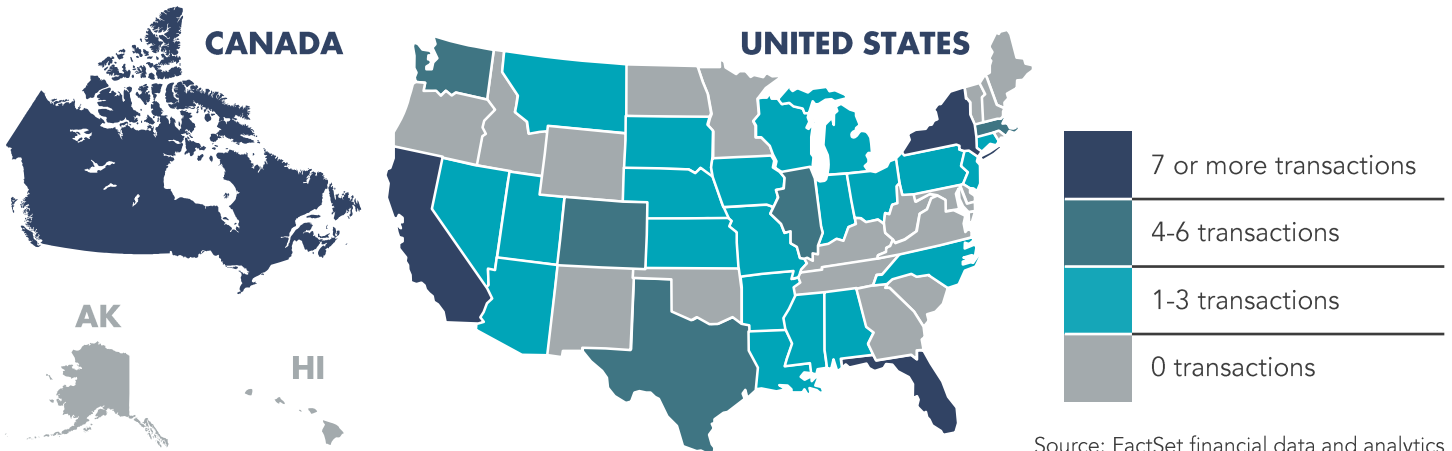 CANADA
UNITED STATES
AK
HI
7 or more transactions
4-6 transactions
1-3 transactions
0 transactions
Source: FactSet financial data and analytics